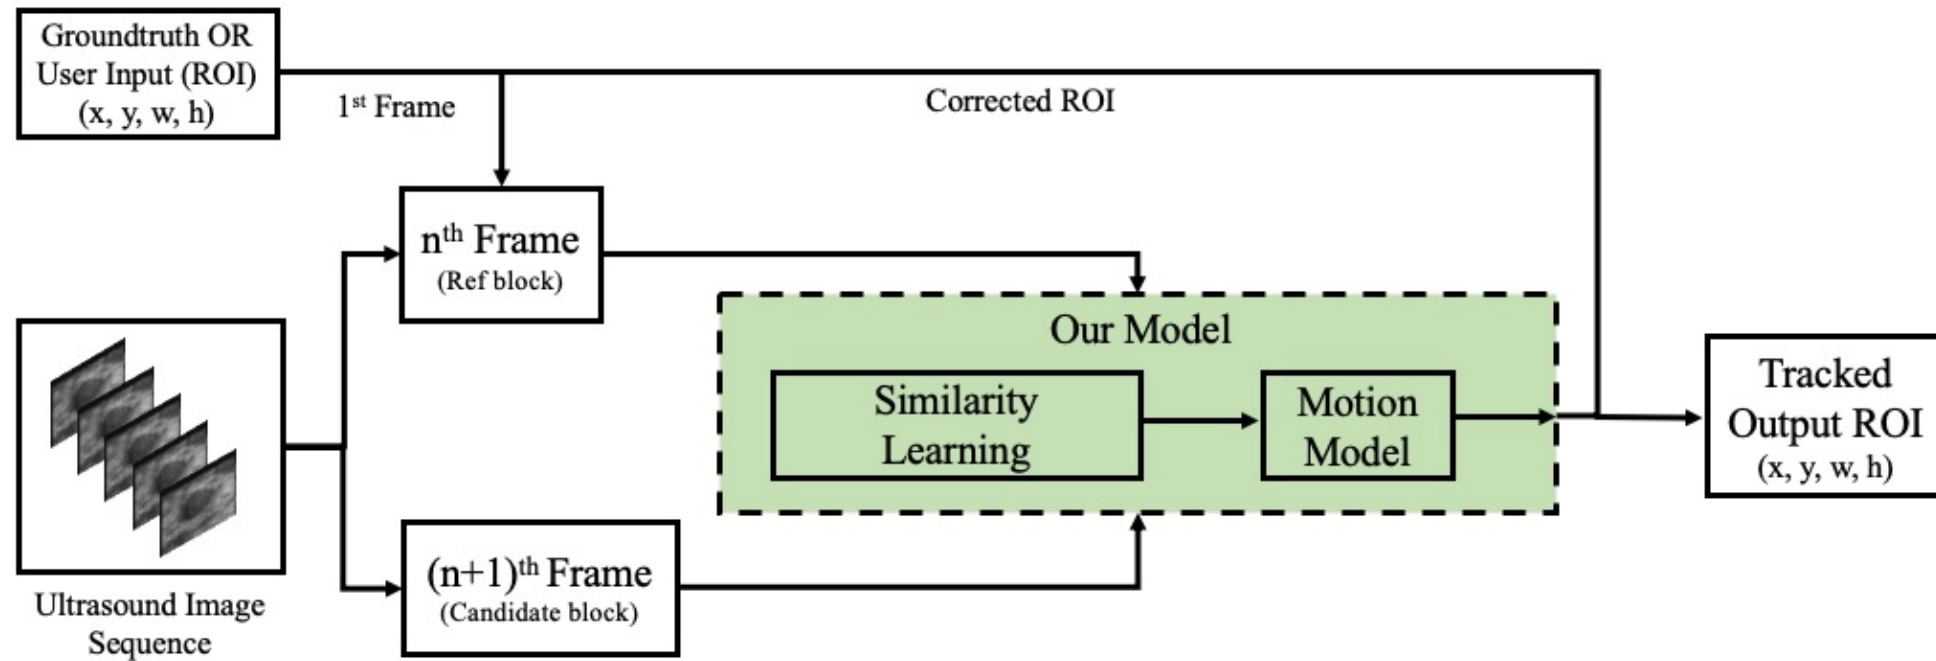 Groundtruth OR
User Input (ROI)
(x, y, w, h)
1st Frame
Corrected ROI
nth Frame
(Ref block)
Our Model
Similarity
Learning
Motion
Model
Tracked
Output ROI
(x, y, w, h)
(n+1)th Frame
(Candidate block)
Ultrasound Image
Sequence